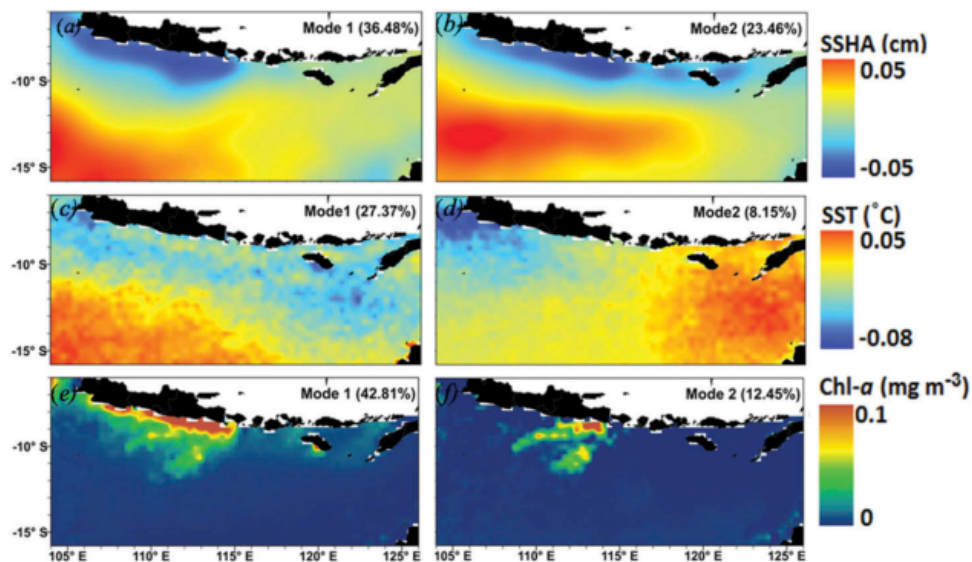 (a) Mode 1 (36.48%)
(b) Mode2 (23.46%)
SSHA (cm)
0.05
-0.05
-10° S
-15° S
(c) Mode1 (27.37%)
(d) Mode2 (8.15%)
SST (°C)
0.05
-0.08
-10° S
-15° S
(e) Mode 1 (42.81%)
(f) Mode 2 (12.45%)
Chl-a (mg m⁻³)
0.1
0
-10° S
-15° S
105° E 110° E 115° E 120° E 125° E
105° E 110° E 115° E 120° E 125° E